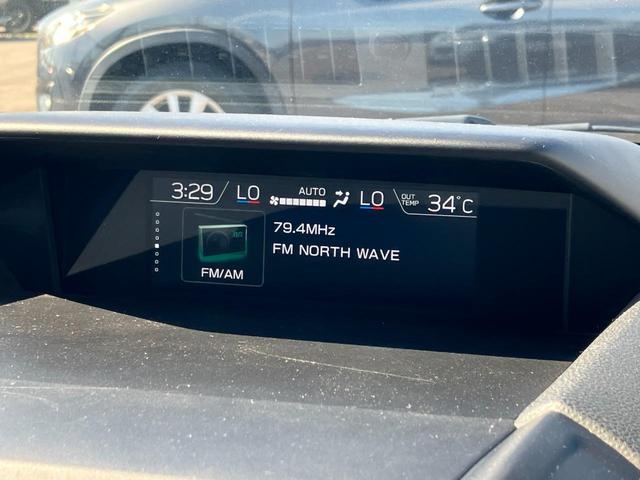 3:29 LO AUTO LO OUT TEMP 34°C
79.4MHz
FM NORTH WAVE
FM/AM